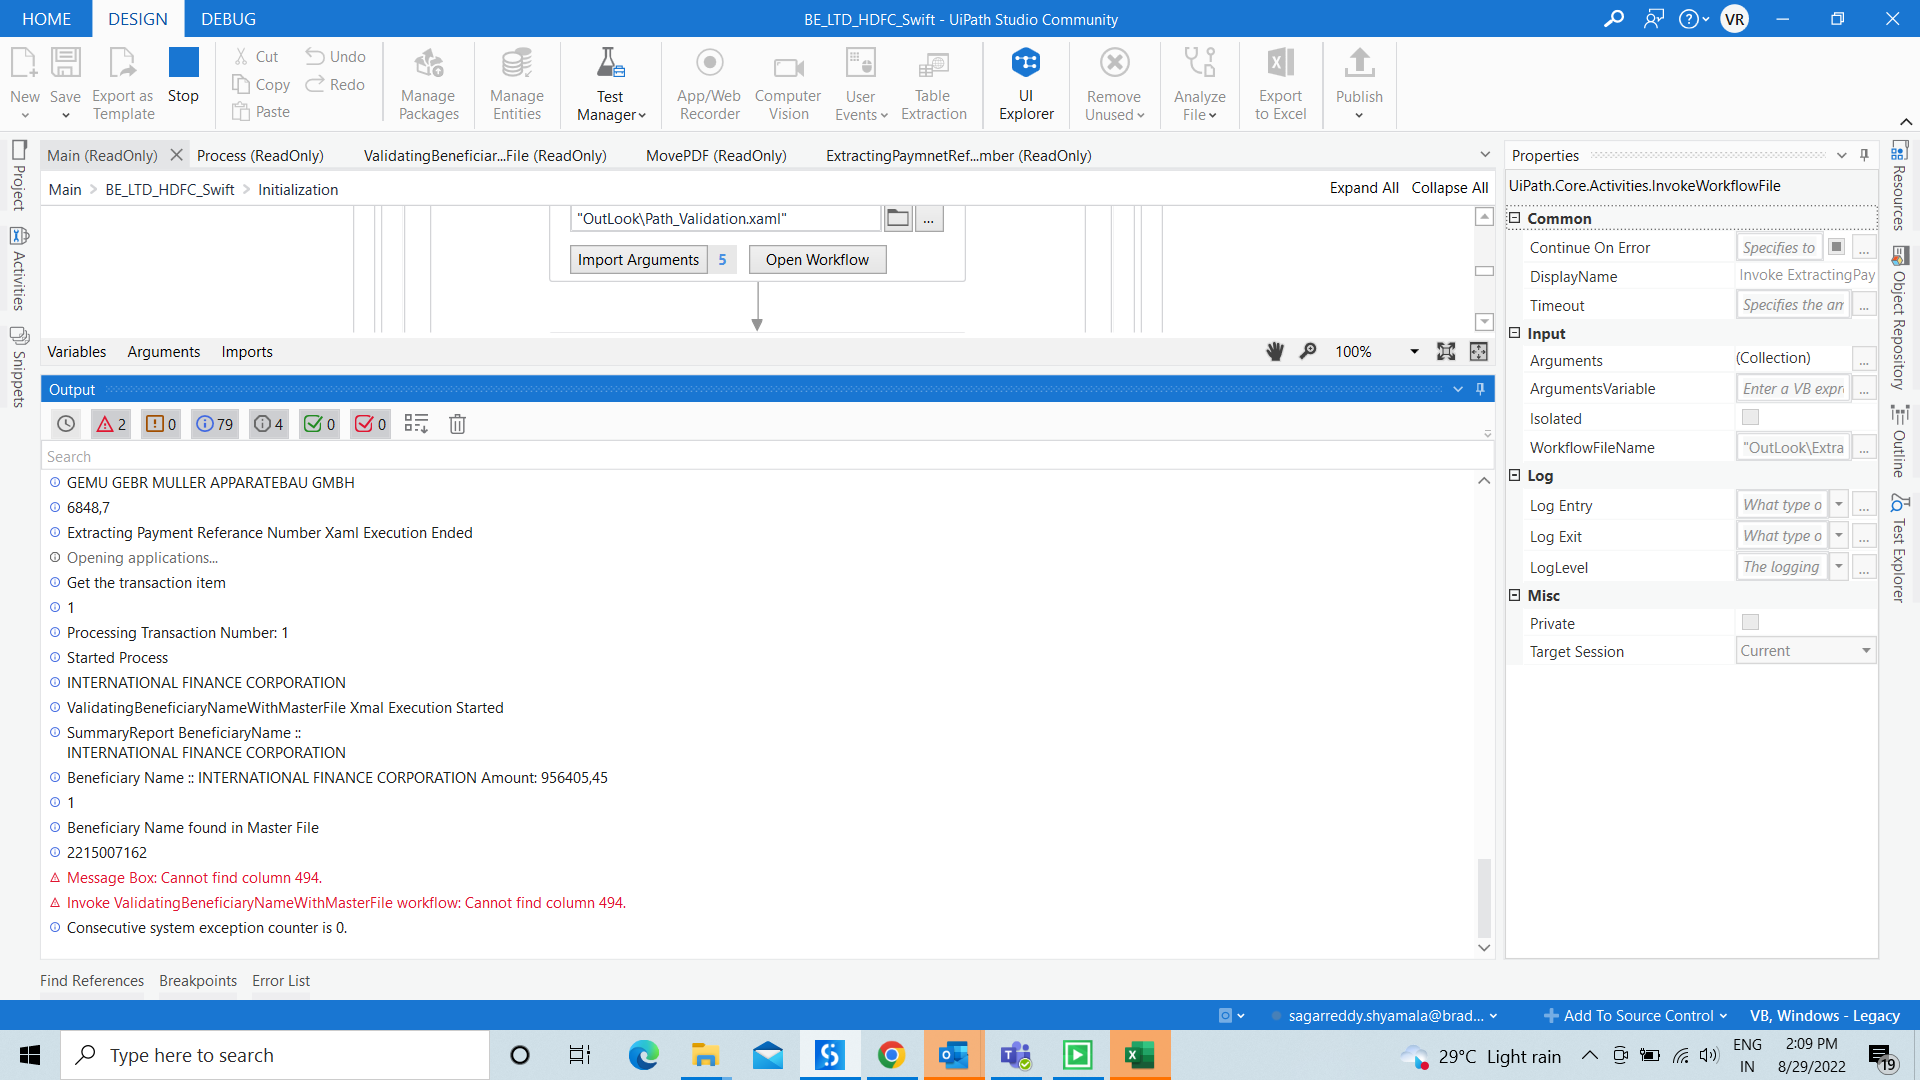 HOME DESIGN DEBUG BE_LTD_HDFC_Swift - UiPath Studio Community VR
New Save Export as Template Stop Cut Copy Paste Undo Redo Manage Packages Manage Entities Test Manager App/Web Recorder Computer Vision User Events Table Extraction UI Explorer Remove Unused Analyze File Export to Excel Publish
Project
Activities
Snippets
Main (ReadOnly) Process (ReadOnly) ValidatingBeneficiar...File (ReadOnly) MovePDF (ReadOnly) ExtractingPaymnetRef...mber (ReadOnly)
Main > BE_LTD_HDFC_Swift > Initialization Expand All Collapse All
"OutLook\Path_Validation.xaml" ...
Import Arguments 5 Open Workflow
Variables Arguments Imports 100%
Output
2 0 79 4 0 0
Search
GEMU GEBR MULLER APPARATEBAU GMBH
6848,7
Extracting Payment Referance Number Xaml Execution Ended
Opening applications...
Get the transaction item
1
Processing Transaction Number: 1
Started Process
INTERNATIONAL FINANCE CORPORATION
ValidatingBeneficiaryNameWithMasterFile Xmal Execution Started
SummaryReport BeneficiaryName ::
INTERNATIONAL FINANCE CORPORATION
Beneficiary Name :: INTERNATIONAL FINANCE CORPORATION Amount: 956405,45
1
Beneficiary Name found in Master File
2215007162
Message Box: Cannot find column 494.
Invoke ValidatingBeneficiaryNameWithMasterFile workflow: Cannot find column 494.
Consecutive system exception counter is 0.
Find References Breakpoints Error List
Properties
UiPath.Core.Activities.InvokeWorkflowFile
Common
Continue On Error Specifies to ...
DisplayName Invoke ExtractingPay
Timeout Specifies the am ...
Input
Arguments (Collection) ...
ArgumentsVariable Enter a VB expr ...
Isolated
WorkflowFileName "OutLook\Extra ...
Log
Log Entry What type o ...
Log Exit What type o ...
LogLevel The logging ...
Misc
Private
Target Session Current
Resources
Object Repository
Outline
Test Explorer
sagarreddy.shyamala@brad... Add To Source Control VB, Windows - Legacy
Type here to search 29°C Light rain ENG IN 2:09 PM 8/29/2022 19